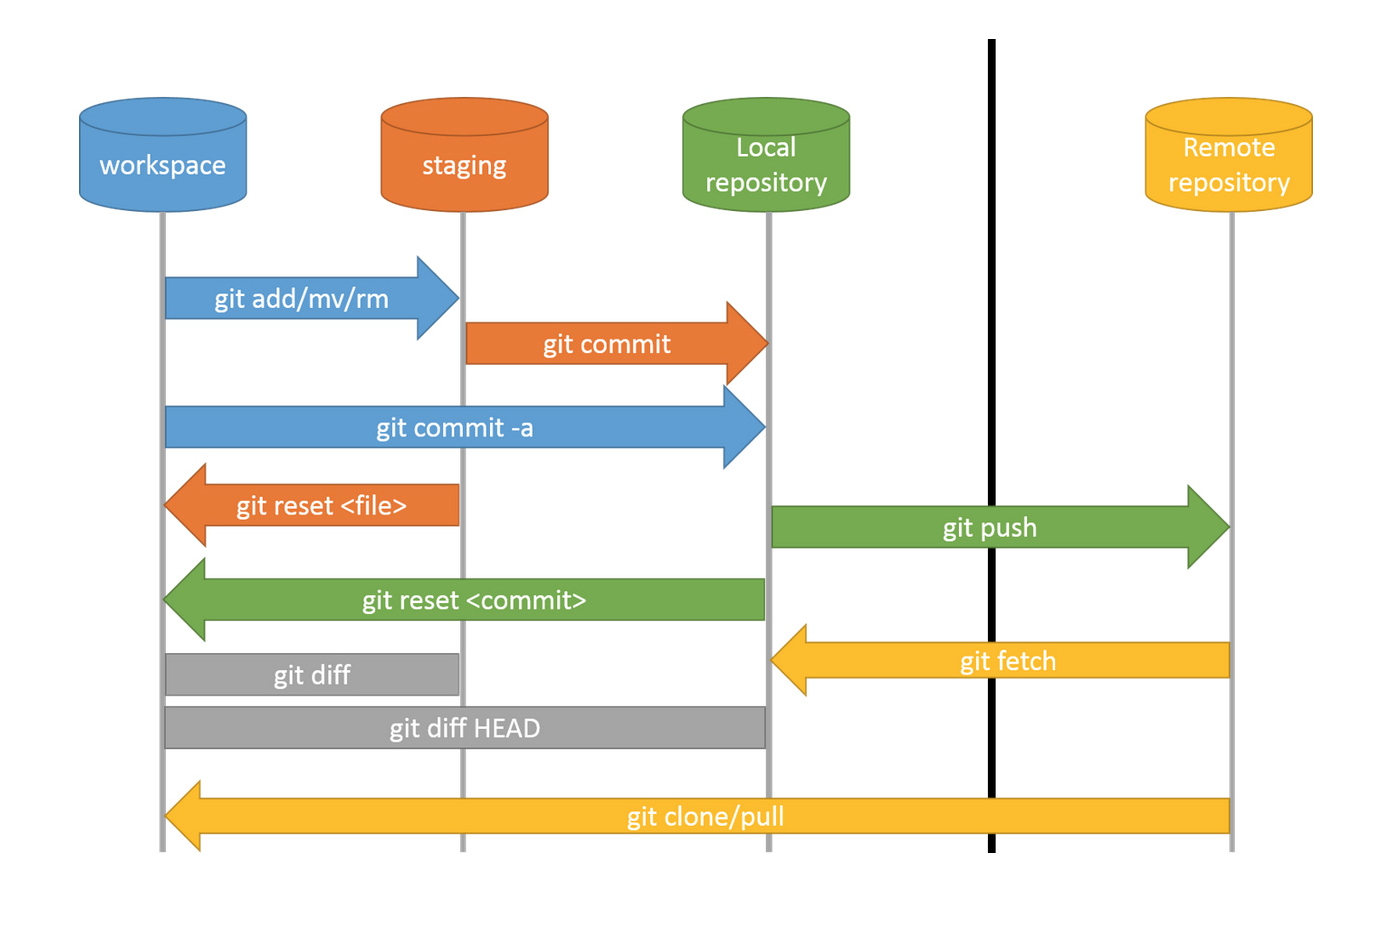 workspace
staging
Local
repository
Remote
repository
git add/mv/rm
git commit
git commit -a
git reset <file>
git push
git reset <commit>
git fetch
git diff
git diff HEAD
git clone/pull